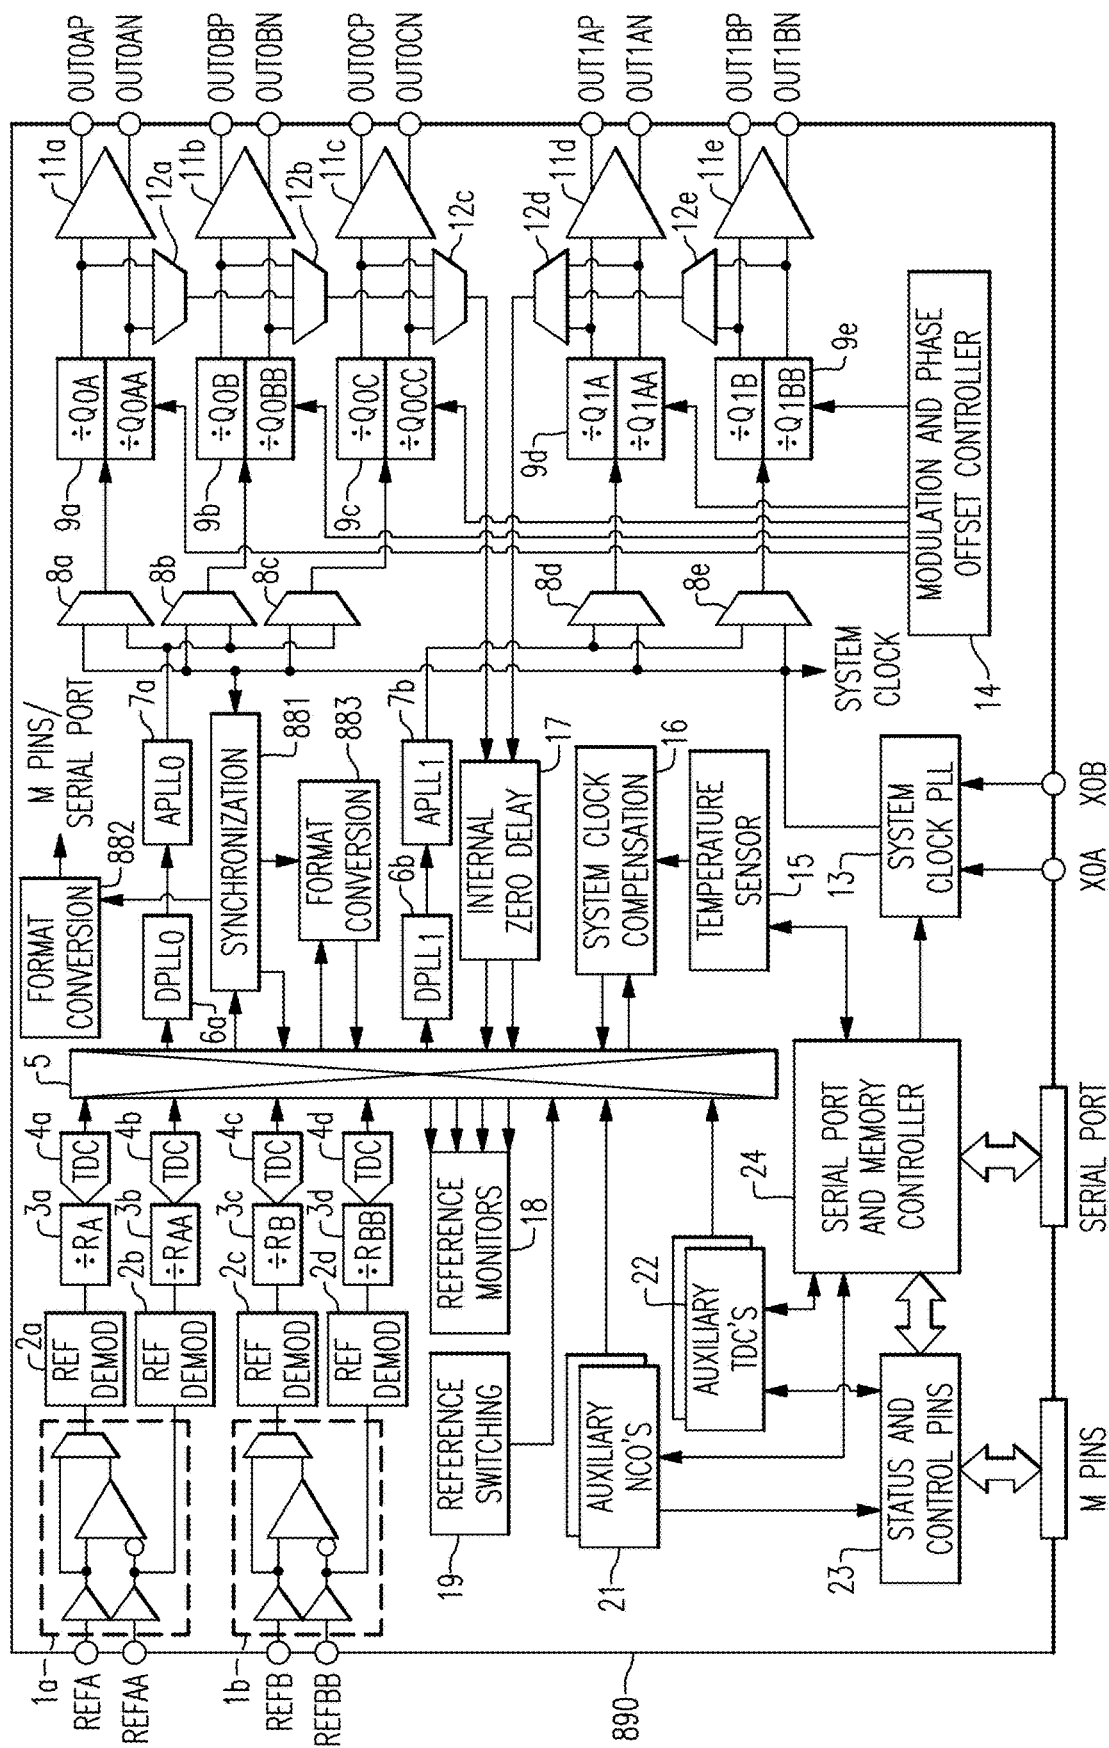 1a
REFA
REFAA
1b
REFB
REFBB
890
2a
REF
DEMOD
2b
REF
DEMOD
2c
REF
DEMOD
2d
REF
DEMOD
3a
÷RA
3b
÷RAA
3c
÷RB
3d
÷RBB
4a
TDC
4b
TDC
4c
TDC
4d
TDC
5
REFERENCE
MONITORS
18
REFERENCE
SWITCHING
19
AUXILIARY
NCO'S
21
AUXILIARY
TDC'S
22
STATUS AND
CONTROL PINS
23
M PINS
SERIAL PORT
AND MEMORY
CONTROLLER
24
SERIAL PORT
FORMAT
CONVERSION
882
M PINS/
SERIAL PORT
DPLL0
6a
APLL0
7a
SYNCHRONIZATION
881
FORMAT
CONVERSION
883
DPLL1
6b
APLL1
7b
INTERNAL
ZERO DELAY
17
SYSTEM CLOCK
COMPENSATION
16
TEMPERATURE
SENSOR
15
SYSTEM
CLOCK PLL
13
X0A
X0B
SYSTEM
CLOCK
8a
8b
8c
8d
8e
9a
÷Q0A
÷Q0AA
9b
÷Q0B
÷Q0BB
9c
÷Q0C
÷Q0CC
9d
÷Q1A
÷Q1AA
9e
÷Q1B
÷Q1BB
MODULATION AND PHASE
OFFSET CONTROLLER
14
11a
12a
11b
12b
11c
12c
11d
12d
11e
12e
OUT0AP
OUT0AN
OUT0BP
OUT0BN
OUT0CP
OUT0CN
OUT1AP
OUT1AN
OUT1BP
OUT1BN